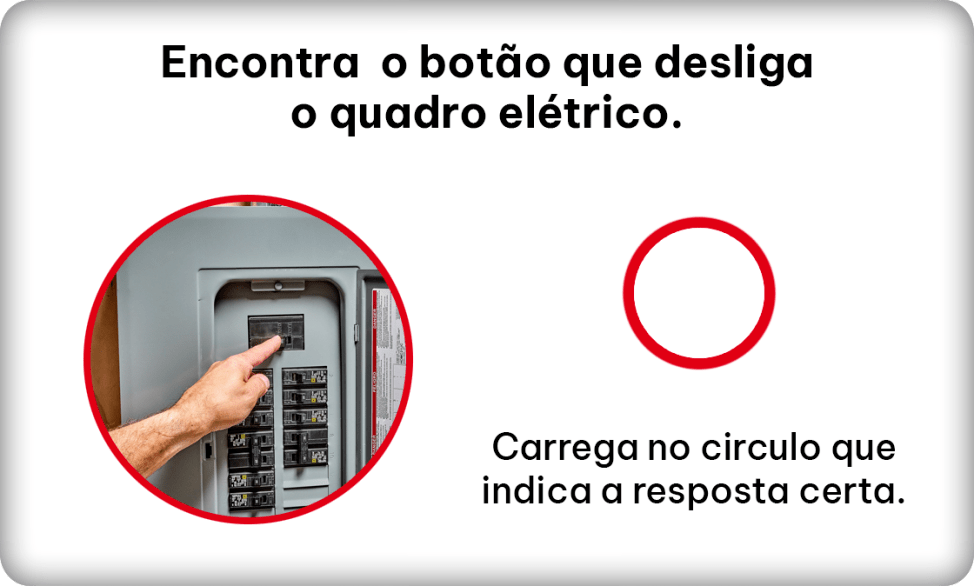 Encontra o botão que desliga
o quadro elétrico.
Carrega no circulo que
indica a resposta certa.